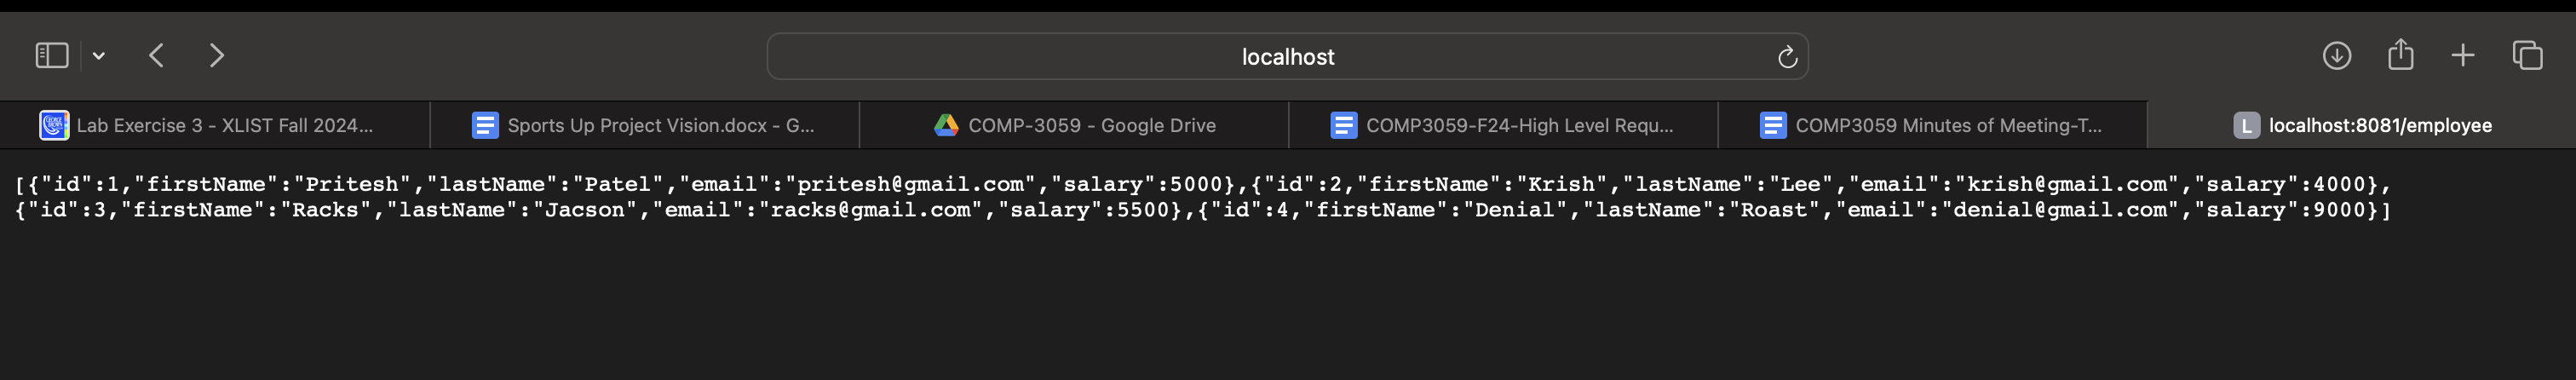 localhost
Lab Exercise 3 - XLIST Fall 2024...
Sports Up Project Vision.docx - G...
COMP-3059 - Google Drive
COMP3059-F24-High Level Requ...
COMP3059 Minutes of Meeting-T...
L
localhost:8081/employee
[{"id":1,"firstName":"Pritesh","lastName":"Patel","email":"pritesh@gmail.com","salary":5000},{"id":2,"firstName":"Krish","lastName":"Lee","email":"krish@gmail.com","salary":4000},
{"id":3,"firstName":"Racks","lastName":"Jacson","email":"racks@gmail.com","salary":5500},{"id":4,"firstName":"Denial","lastName":"Roast","email":"denial@gmail.com","salary":9000}]